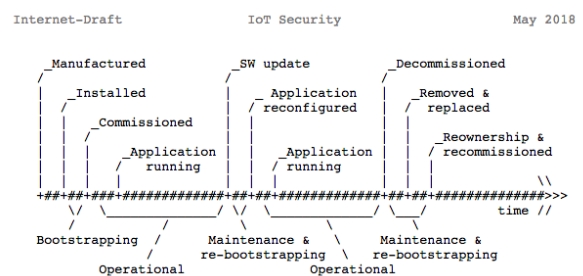 Internet-Draft IoT Security May 2018
_Manufactured _SW update _Decommissioned
_Installed _ Application _Removed &
reconfigured replaced
_Commissioned _Reownership &
_Application _Application recommissioned
running running
+##+##+###+#############+##+##+#############+##+##+##############>>>
time //
Bootstrapping Maintenance & Maintenance &
re-bootstrapping re-bootstrapping
Operational Operational